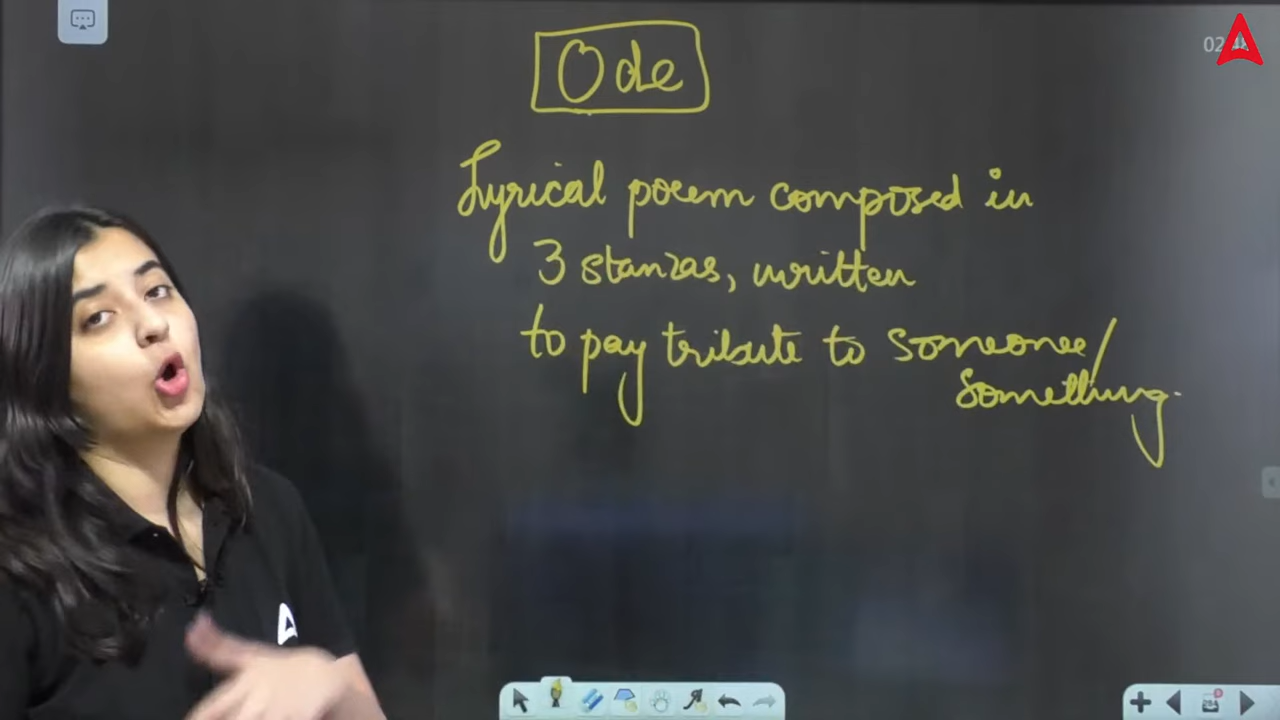 Ode
Lyrical poem composed in
3 stanzas, written
to pay tribute to someone/
something.